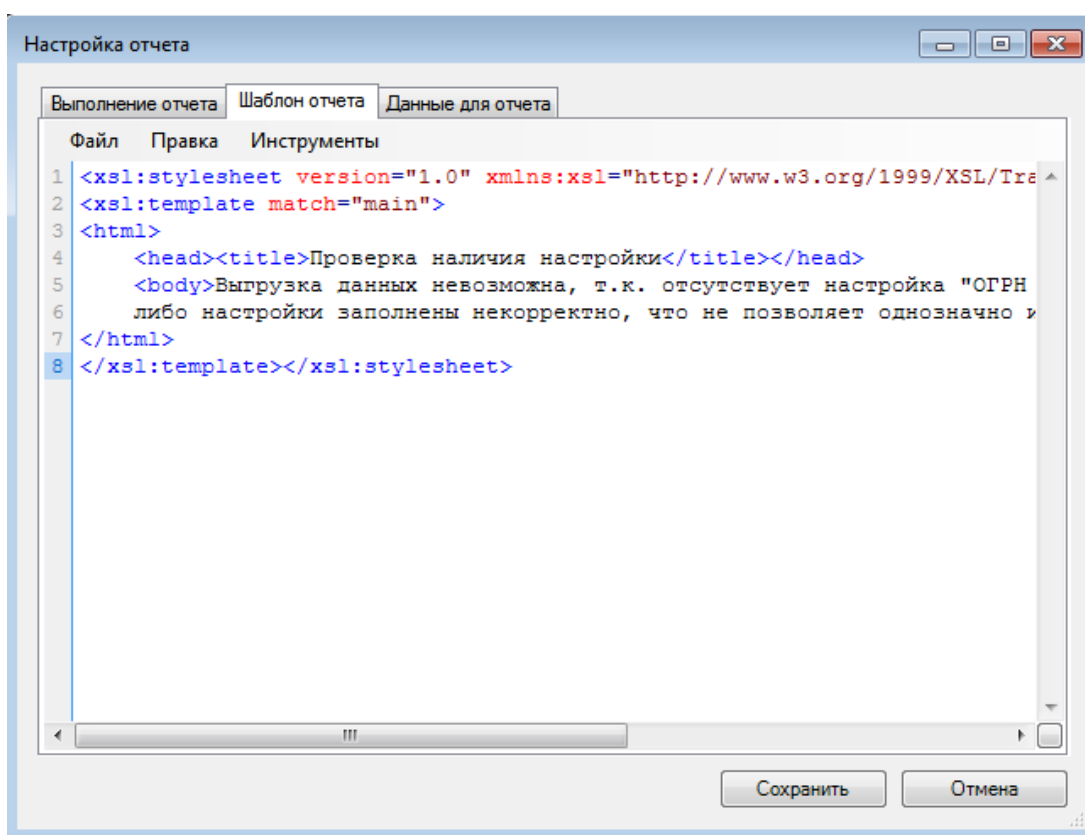 Настройка отчета
Выполнение отчета Шаблон отчета Данные для отчета
Файл Правка Инструменты
1 <xsl:stylesheet version="1.0" xmlns:xsl="http://www.w3.org/1999/XSL/Tra
2 <xsl:template match="main">
3 <html>
4 <head><title>Проверка наличия настройки</title></head>
5 <body>Выгрузка данных невозможна, т.к. отсутствует настройка "ОГРН
6 либо настройки заполнены некорректно, что не позволяет однозначно и
7 </html>
8 </xsl:template></xsl:stylesheet>
Сохранить Отмена